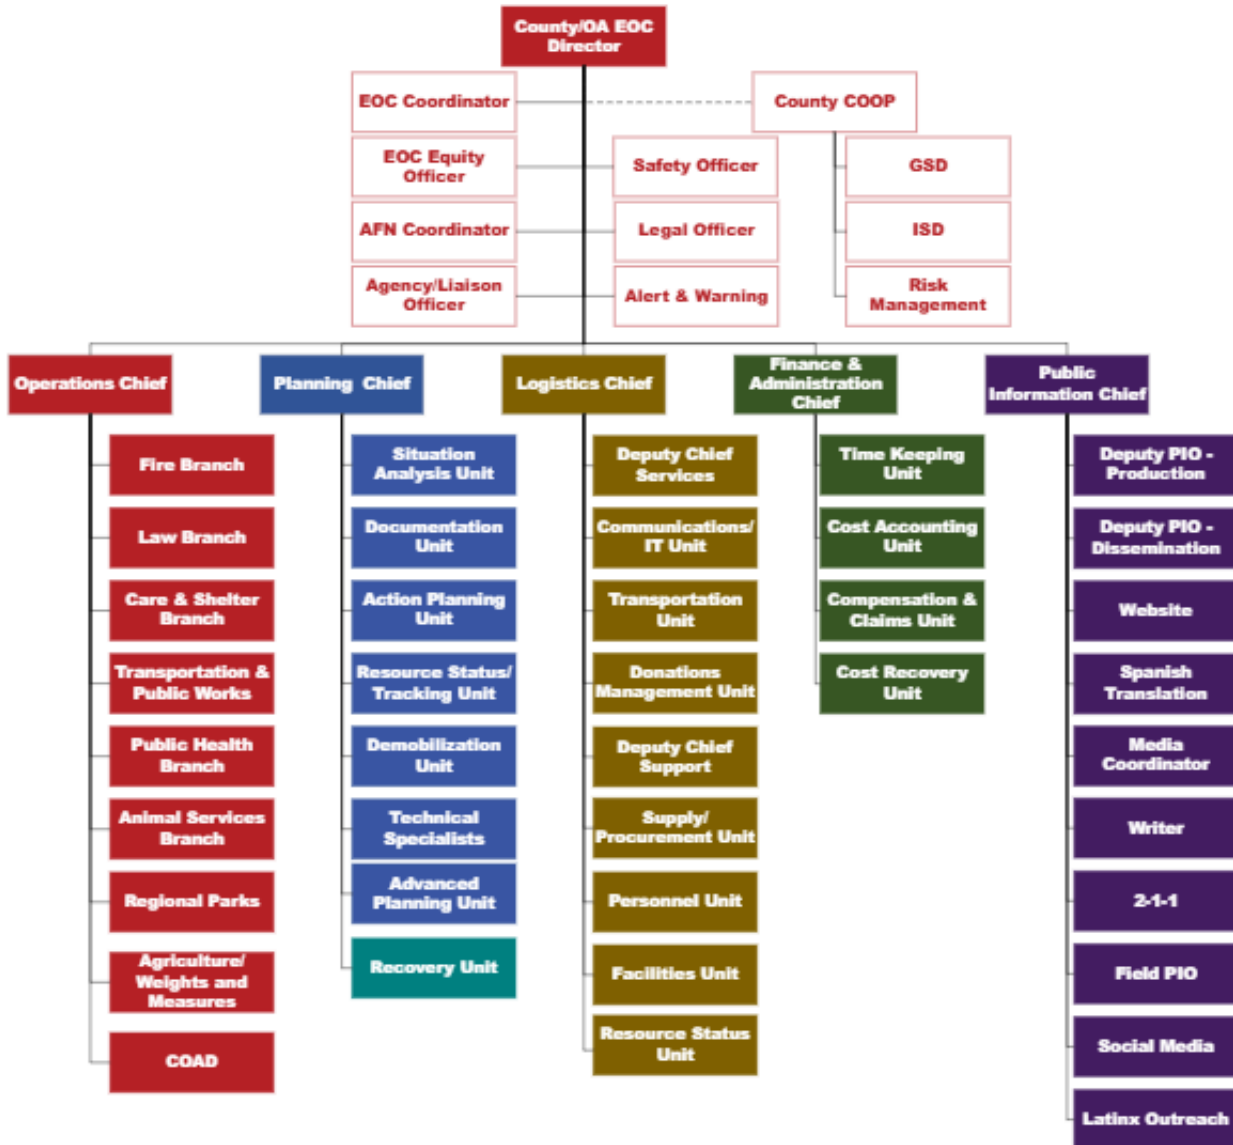 County/OA EOC
Director
EOC Coordinator
County COOP
EOC Equity
Officer
Safety Officer
GSD
AFN Coordinator
Legal Officer
ISD
Agency/Liaison
Officer
Alert & Warning
Risk
Management
Operations Chief
Planning Chief
Logistics Chief
Finance &
Administration
Chief
Public
Information Chief
Fire Branch
Law Branch
Care & Shelter
Branch
Transportation &
Public Works
Public Health
Branch
Animal Services
Branch
Regional Parks
Agriculture/
Weights and
Measures
COAD
Situation
Analysis Unit
Documentation
Unit
Action Planning
Unit
Resource Status/
Tracking Unit
Demobilization
Unit
Technical
Specialists
Advanced
Planning Unit
Recovery Unit
Deputy Chief
Services
Communications/
IT Unit
Transportation
Unit
Donations
Management Unit
Deputy Chief
Support
Supply/
Procurement Unit
Personnel Unit
Facilities Unit
Resource Status
Unit
Time Keeping
Unit
Cost Accounting
Unit
Compensation &
Claims Unit
Cost Recovery
Unit
Deputy PIO -
Production
Deputy PIO -
Dissemination
Website
Spanish
Translation
Media
Coordinator
Writer
2-1-1
Field PIO
Social Media
Latinx Outreach